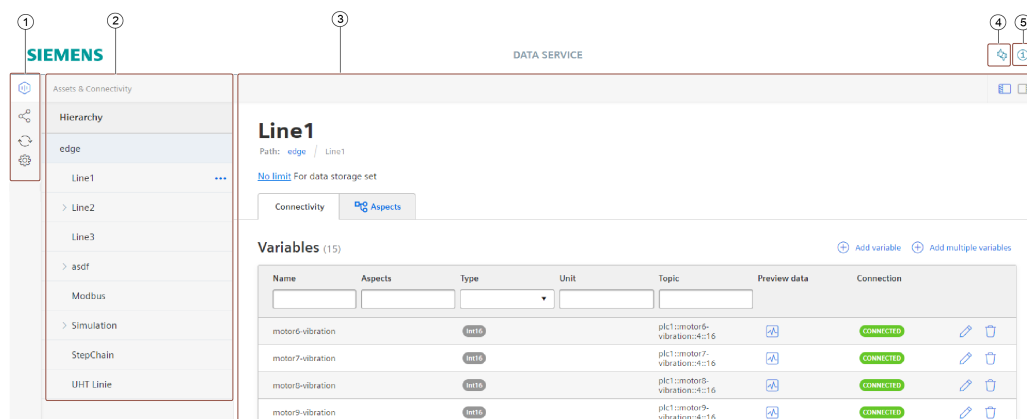 1 2 3 4 5
SIEMENS DATA SERVICE
Assets & Connectivity
Hierarchy
edge
Line1
Line2
Line3
asdf
Modbus
Simulation
StepChain
UHT Linie
Line1
Path: edge / Line1
No limit For data storage set
Connectivity Aspects
Variables (15) Add variable Add multiple variables
Name Aspects Type Unit Topic Preview data Connection
motor6-vibration Int16 plc1::motor6-
vibration::4::16 CONNECTED
motor7-vibration Int16 plc1::motor7-
vibration::4::16 CONNECTED
motor8-vibration Int16 plc1::motor8-
vibration::4::16 CONNECTED
motor9-vibration Int16 plc1::motor9-
vibration::4::16 CONNECTED